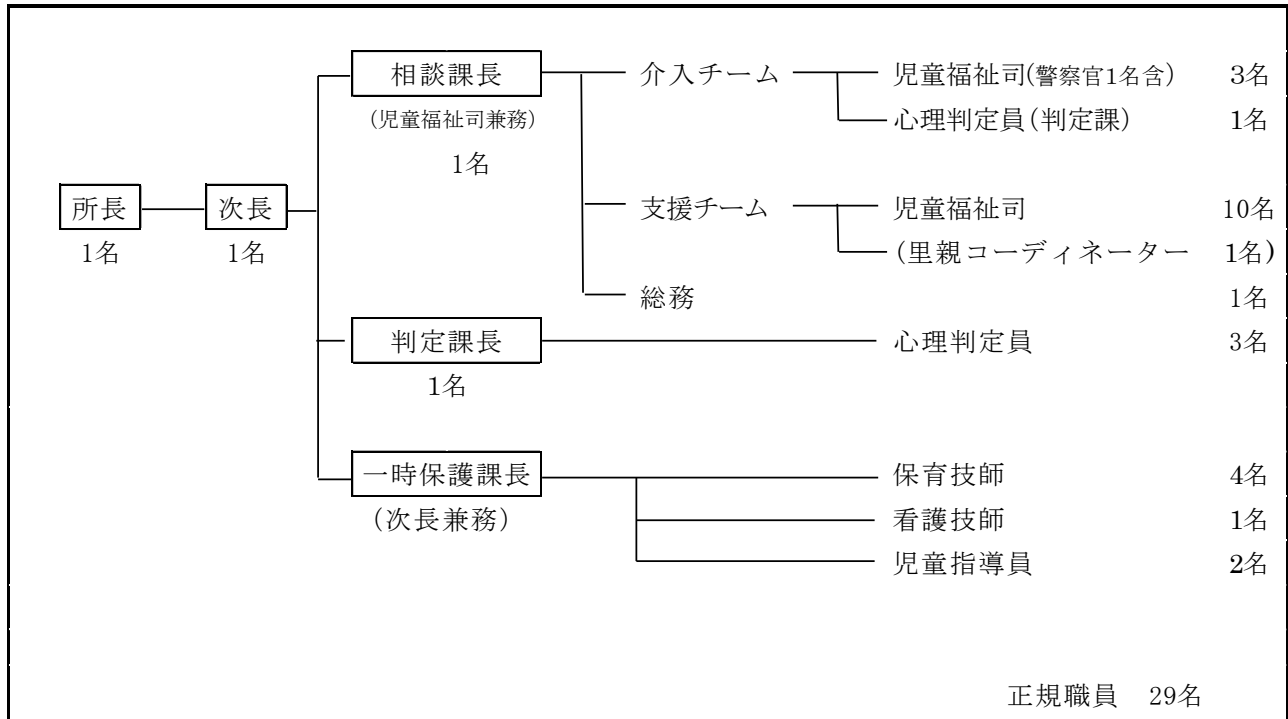 相談課長 介入チーム 児童福祉司(警察官1名含) 3名
(児童福祉司兼務) 心理判定員(判定課) 1名
1名
所長 次長 支援チーム 児童福祉司 10名
1名 1名 (里親コーディネーター 1名)
総務 1名
判定課長 心理判定員 3名
1名
一時保護課長 保育技師 4名
(次長兼務) 看護技師 1名
児童指導員 2名
正規職員 29名